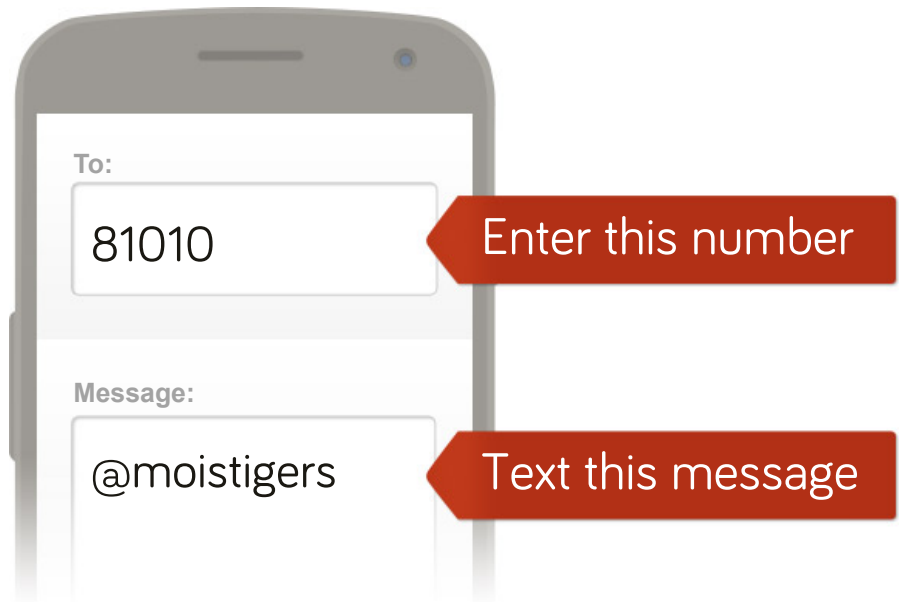 To:
81010
Enter this number
Message:
@moistigers
Text this message